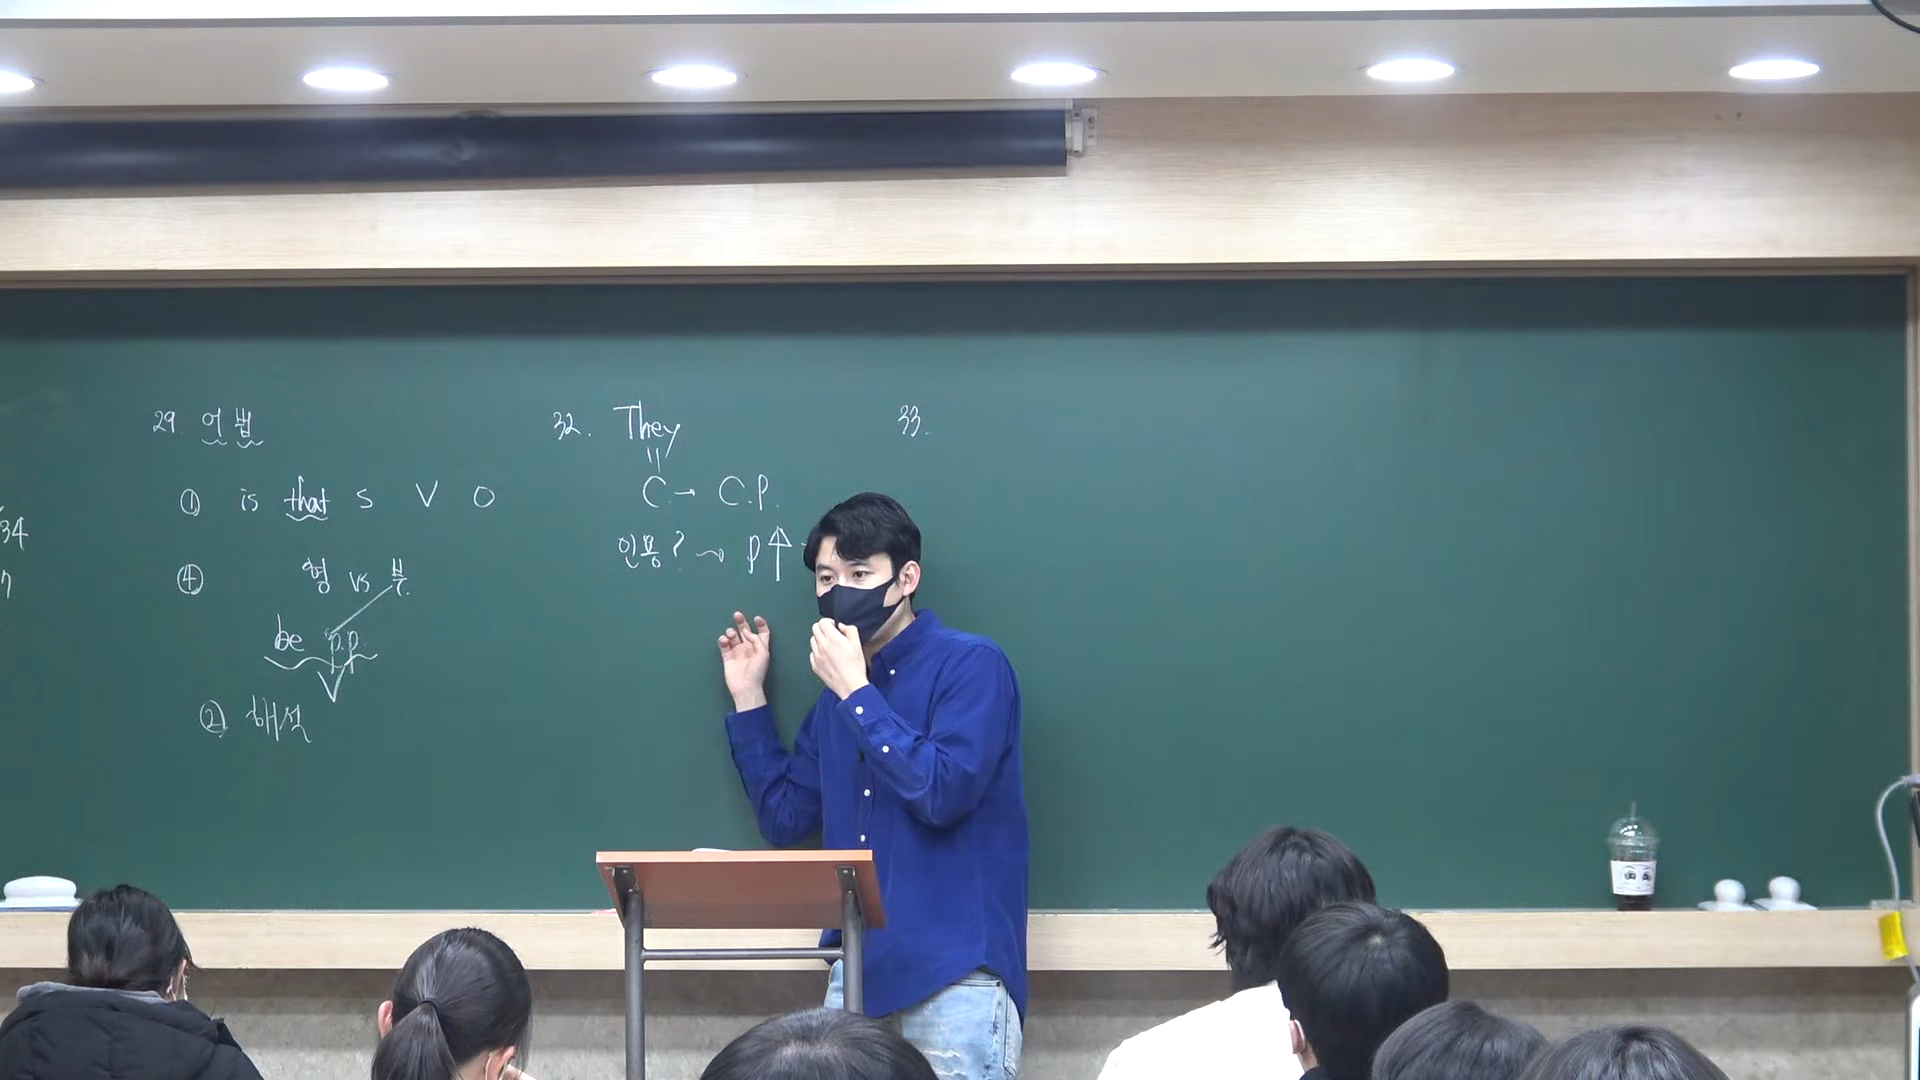 34
7
29 어법
① is that S V O
④ 형 vs 부
be p.p.
V
② 해석
32. They
"
C. → C.P.
인용? → P↑
33.